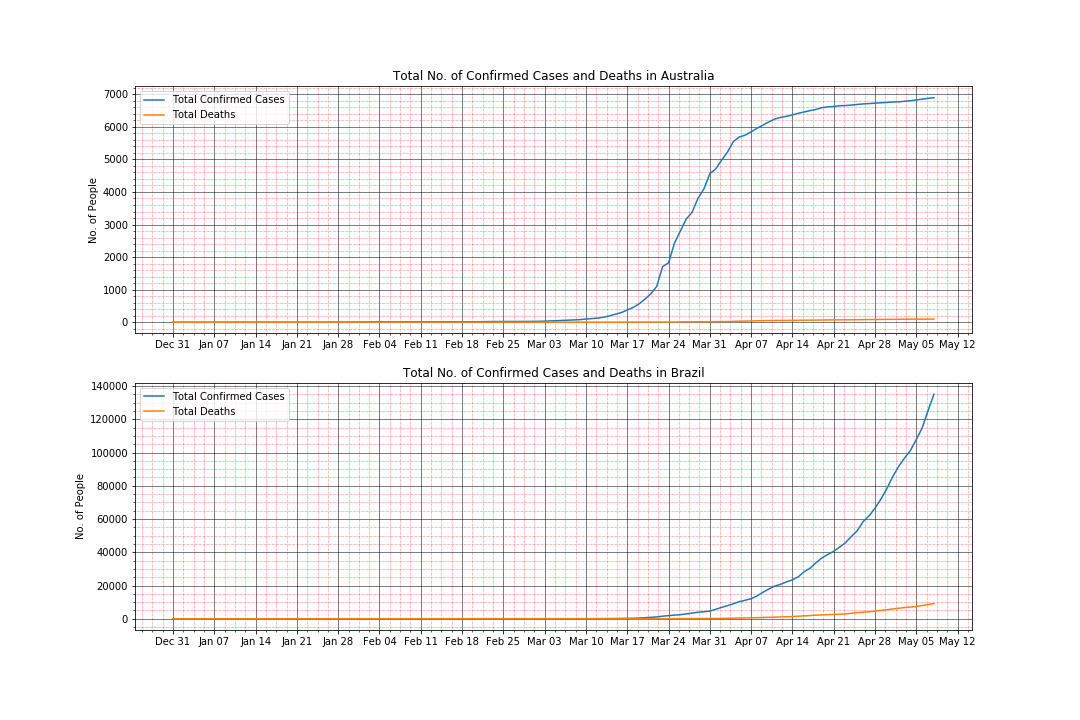 Total No. of Confirmed Cases and Deaths in Australia
Total Confirmed Cases
Total Deaths
No. of People
7000
6000
5000
4000
3000
2000
1000
0
Dec 31 Jan 07 Jan 14 Jan 21 Jan 28 Feb 04 Feb 11 Feb 18 Feb 25 Mar 03 Mar 10 Mar 17 Mar 24 Mar 31 Apr 07 Apr 14 Apr 21 Apr 28 May 05 May 12
Total No. of Confirmed Cases and Deaths in Brazil
Total Confirmed Cases
Total Deaths
No. of People
140000
120000
100000
80000
60000
40000
20000
0
Dec 31 Jan 07 Jan 14 Jan 21 Jan 28 Feb 04 Feb 11 Feb 18 Feb 25 Mar 03 Mar 10 Mar 17 Mar 24 Mar 31 Apr 07 Apr 14 Apr 21 Apr 28 May 05 May 12